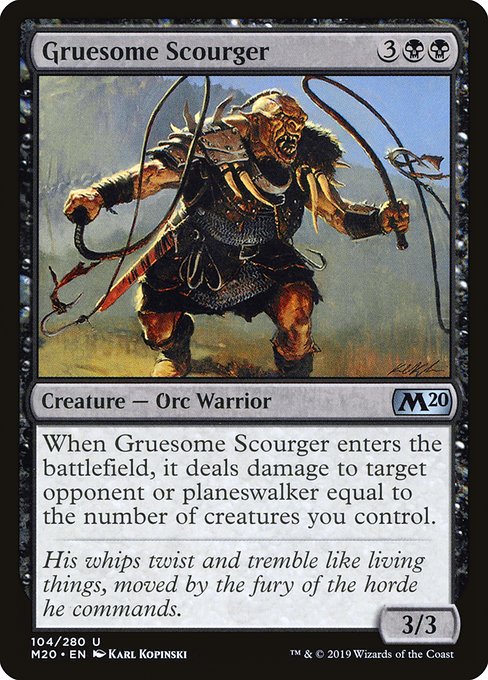 Gruesome Scourger 3
Creature — Orc Warrior M20
When Gruesome Scourger enters the
battlefield, it deals damage to target
opponent or planeswalker equal to
the number of creatures you control.
His whips twist and tremble like living
things, moved by the fury of the horde
he commands.
3/3
104/280 U
M20 • EN Karl Kopinski
™ & © 2019 Wizards of the Coast